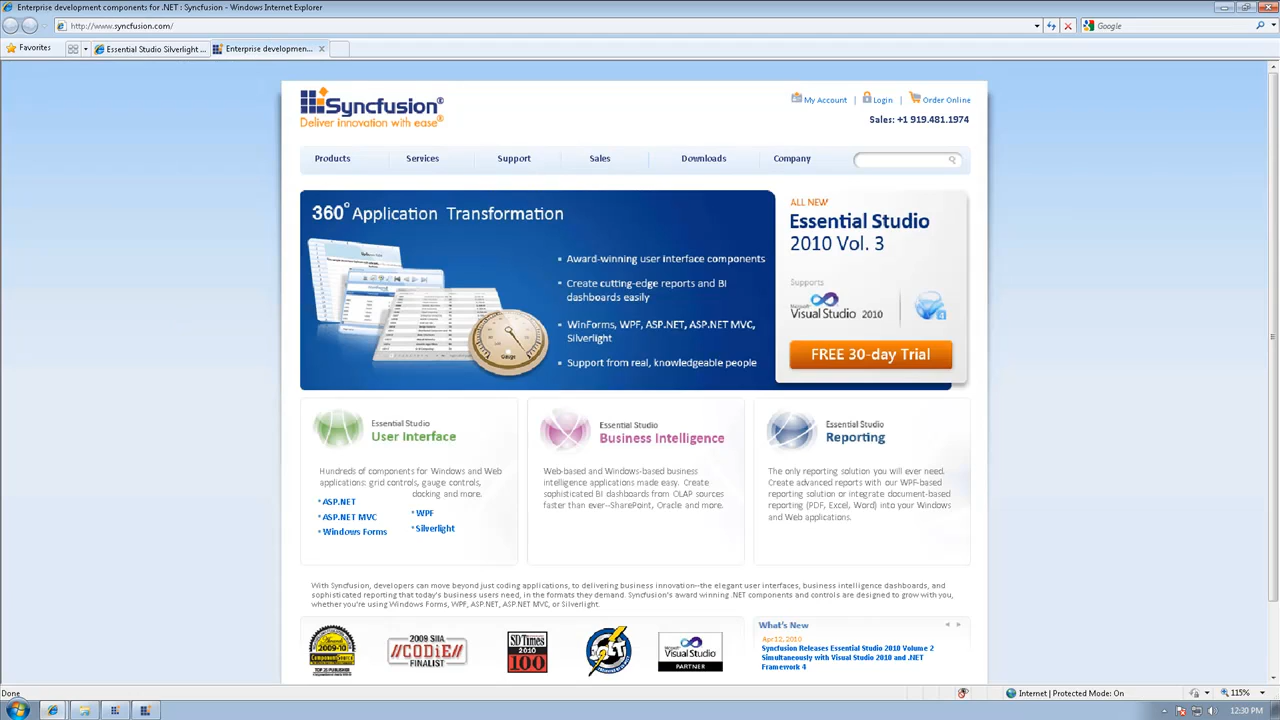 Enterprise development components for .NET : Syncfusion - Windows Internet Explorer
http://www.syncfusion.com/
Google
Favorites
Essential Studio Silverlight ...
Enterprise developmen...
Syncfusion®
Deliver innovation with ease®
My Account | Login | Order Online
Sales: +1 919.481.1974
Products
Services
Support
Sales
Downloads
Company
360° Application Transformation
Award-winning user interface components
Create cutting-edge reports and BI
dashboards easily
WinForms, WPF, ASP.NET, ASP.NET MVC,
Silverlight
Support from real, knowledgeable people
Gauge
ALL NEW!
Essential Studio
2010 Vol. 3
Supports
Microsoft
Visual Studio 2010
4
FREE 30-day Trial
Essential Studio
User Interface
Hundreds of components for Windows and Web
applications: grid controls, gauge controls,
docking and more.
ASP.NET
ASP.NET MVC
Windows Forms
WPF
Silverlight
Essential Studio
Business Intelligence
Web-based and Windows-based business
intelligence applications made easy. Create
sophisticated BI dashboards from OLAP sources
faster than ever--SharePoint, Oracle and more.
Essential Studio
Reporting
The only reporting solution you will ever need.
Create advanced reports with our WPF-based
reporting solution or integrate document-based
reporting (PDF, Excel, Word) into your Windows
and Web applications.
With Syncfusion, developers can move beyond just coding applications, to delivering business innovation--the elegant user interfaces, business intelligence dashboards, and
sophisticated reporting that today's business users need, in the formats they demand. Syncfusion's award winning .NET components and controls are designed to grow with you,
whether you're using Windows Forms, WPF, ASP.NET, ASP.NET MVC, or Silverlight.
2009-10
ComponentSource
TOP 25 PUBLISHER
2009 SIIA
CODiE
FINALIST
SD Times
2010
100
Microsoft
Visual Studio
PARTNER
What's New
Apr12, 2010
Syncfusion Releases Essential Studio 2010 Volume 2
Simultaneously with Visual Studio 2010 and .NET
Framework 4
Done
Internet | Protected Mode: On
115%
12:30 PM